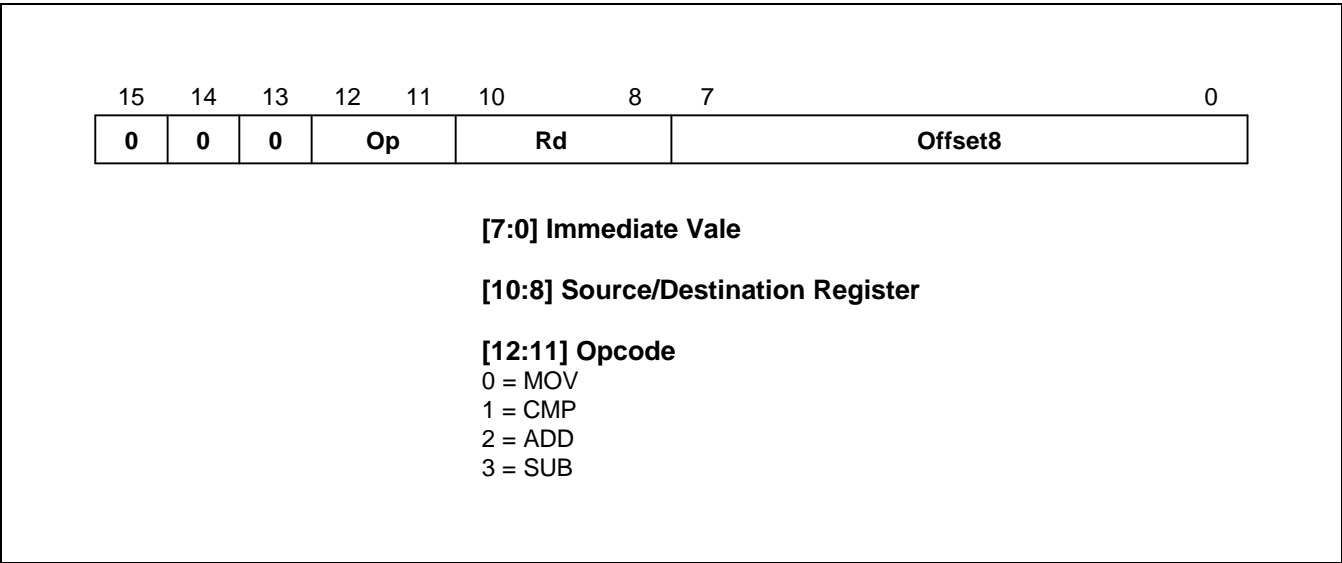 15 14 13 12 11 10 8 7 0
0 0 0 Op Rd Offset8
[7:0] Immediate Vale
[10:8] Source/Destination Register
[12:11] Opcode
0 = MOV
1 = CMP
2 = ADD
3 = SUB